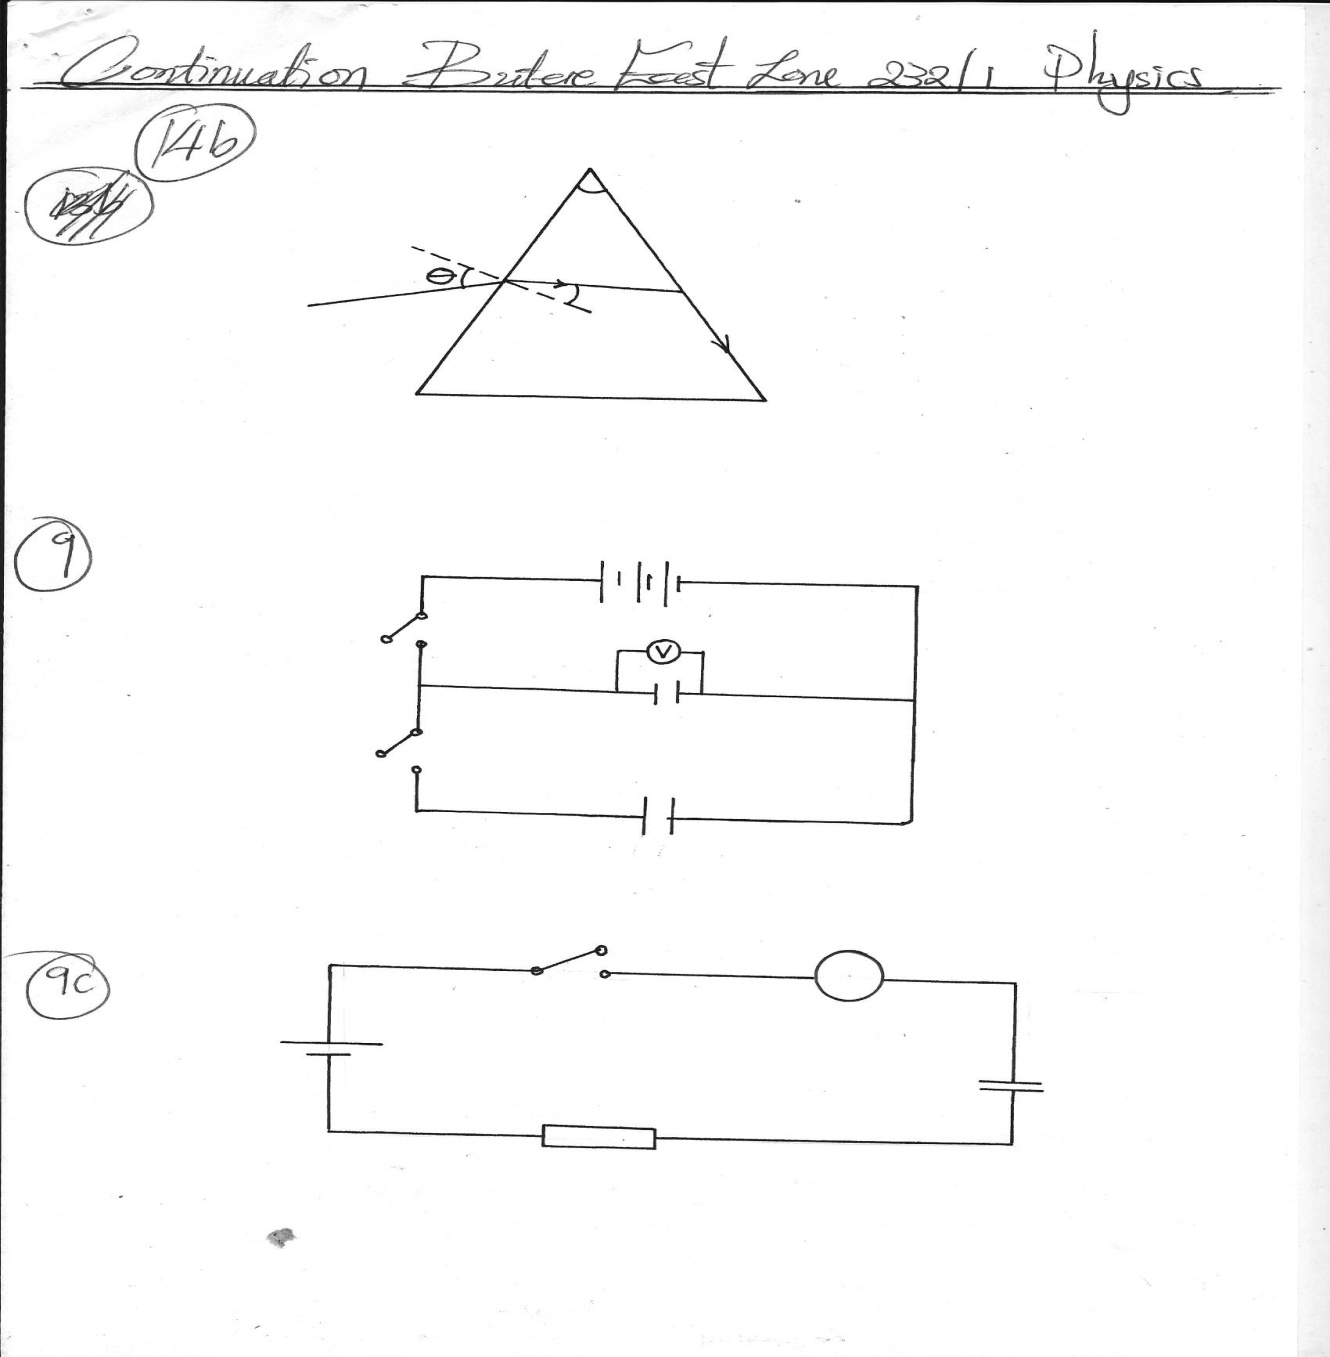 Continuation Butere East Zone 232/1 Physics
14b
θ
9
V
9c